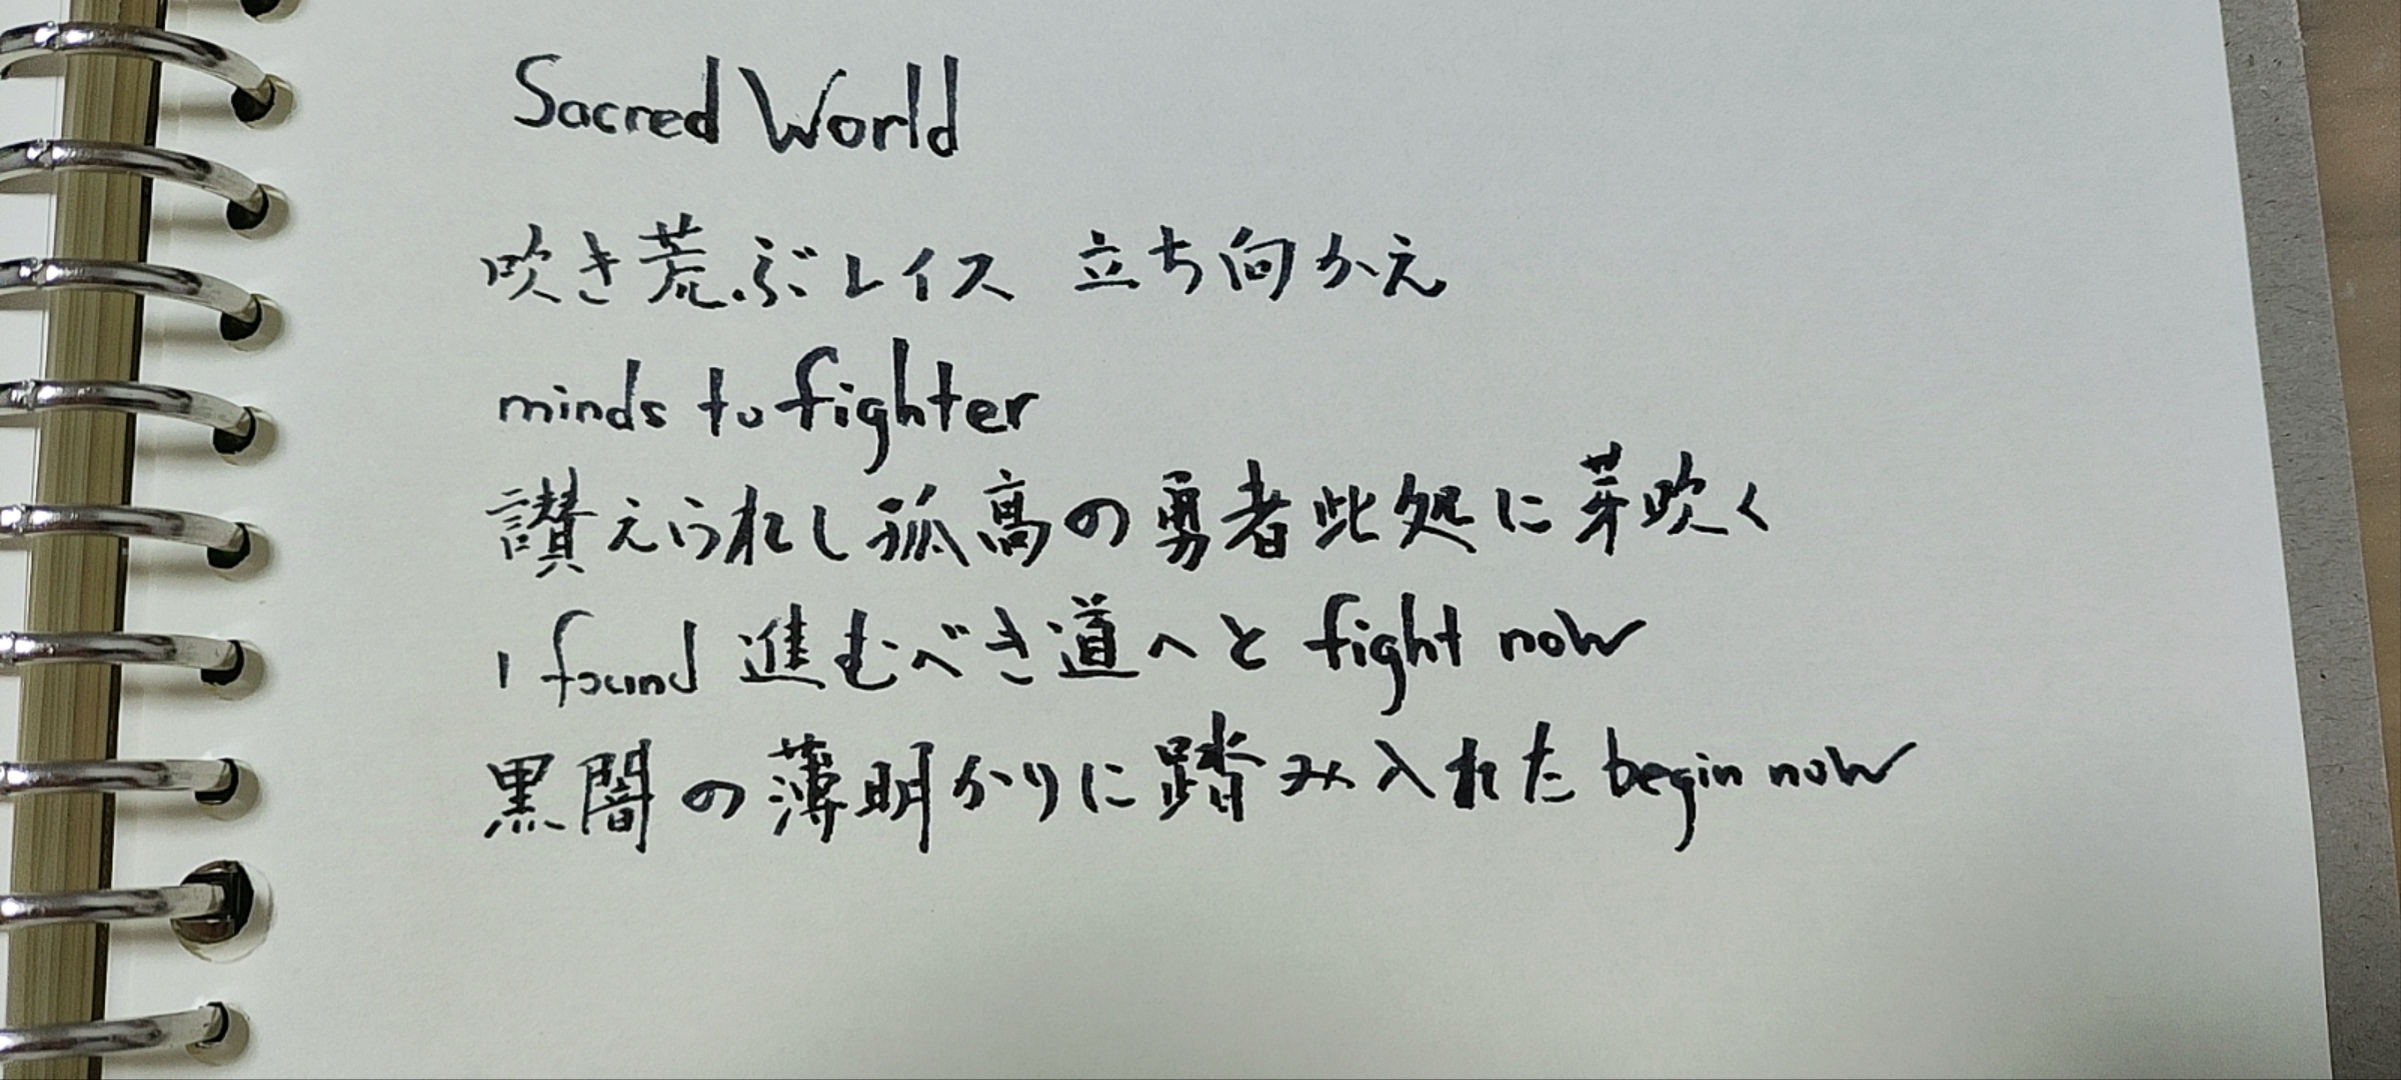 Sacred World
吹き荒ぶレイス 立ち向かえ
minds to fighter
讃えられし孤高の勇者此処に芽吹く
i found 進むべき道へと fight now
黒闇の薄明かりに踏み入れた begin now